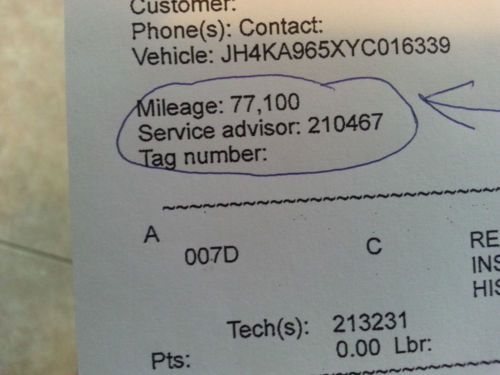 Customer:
Phone(s): Contact:
Vehicle: JH4KA965XYC016339
Mileage: 77,100
Service advisor: 210467
Tag number:
~~~~~~~~~~~~~~~~~~~~~~~~~~~~
A 007D C RE
INS
HIS
Tech(s): 213231
Pts: 0.00 Lbr: